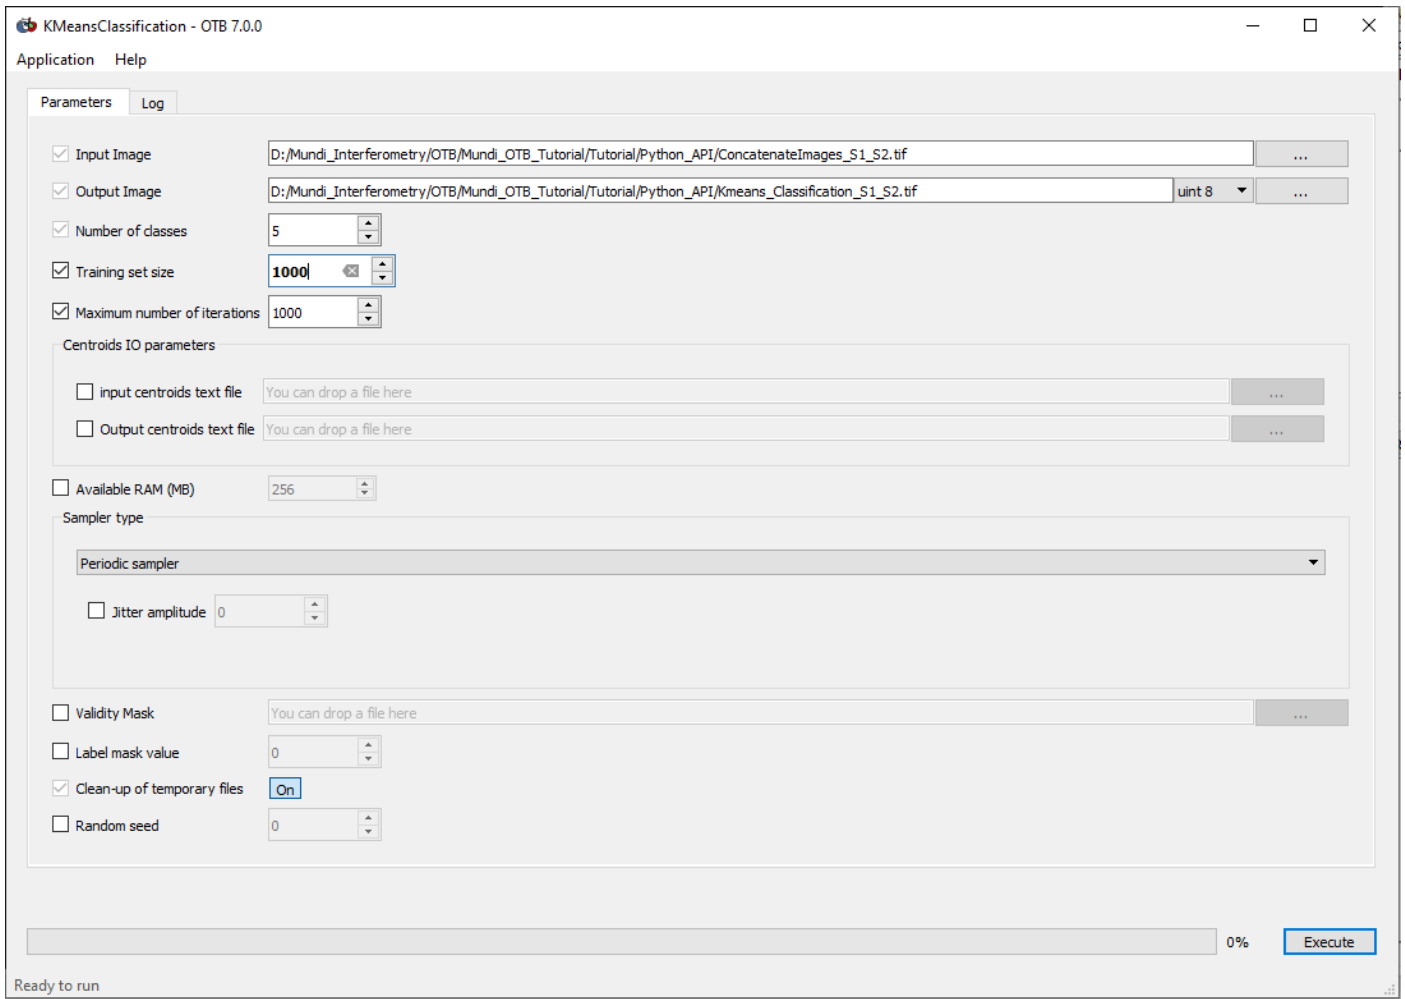 KMeansClassification - OTB 7.0.0
Application Help
Parameters Log
Input Image D:/Mundi_Interferometry/OTB/Mundi_OTB_Tutorial/Tutorial/Python_API/ConcatenateImages_S1_S2.tif ...
Output Image D:/Mundi_Interferometry/OTB/Mundi_OTB_Tutorial/Tutorial/Python_API/Kmeans_Classification_S1_S2.tif uint 8 ...
Number of classes 5
Training set size 1000
Maximum number of iterations 1000
Centroids IO parameters
input centroids text file You can drop a file here ...
Output centroids text file You can drop a file here ...
Available RAM (MB) 256
Sampler type
Periodic sampler
Jitter amplitude 0
Validity Mask You can drop a file here ...
Label mask value 0
Clean-up of temporary files On
Random seed 0
0% Execute
Ready to run